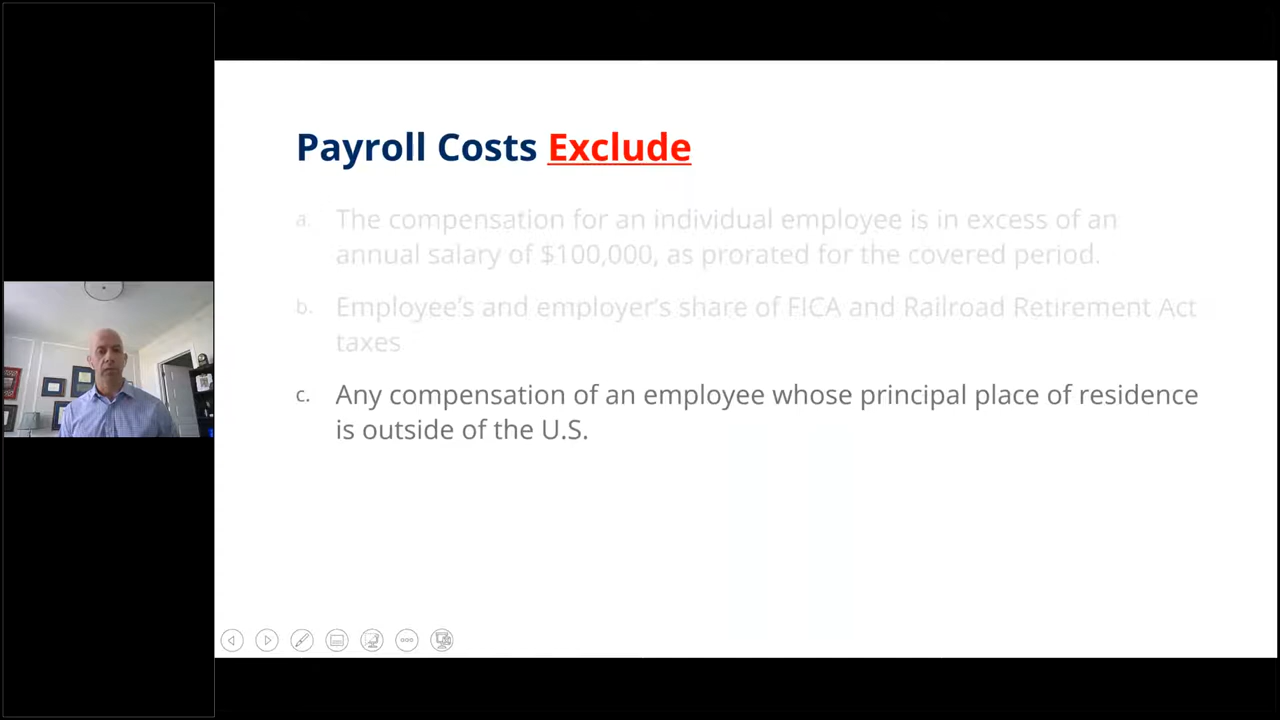 Payroll Costs Exclude
a. The compensation for an individual employee is in excess of an
annual salary of $100,000, as prorated for the covered period.
b. Employee's and employer's share of FICA and Railroad Retirement Act
taxes
c. Any compensation of an employee whose principal place of residence
is outside of the U.S.